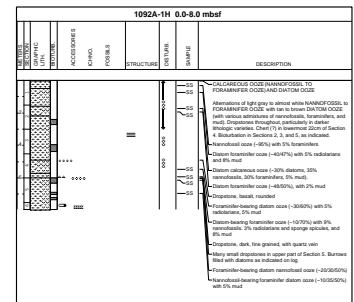 1092A-1H 0.0-8.0 mbsf
METERS
SECTION
GRAPHIC
LITH.
BIOTURB.
ACCESSORIES
ICHNO.
FOSSILS
STRUCTURE
DISTURB.
SAMPLE
DESCRIPTION
SS
SS
SS
SS
SS
SS
SS
SS
SS
CALCAREOUS OOZE (NANNOFOSSIL TO
FORAMINIFER OOZE) AND DIATOM OOZE
Alternations of light gray to almost white NANNOFOSSIL to
FORAMINIFER OOZE with tan to brown DIATOM OOZE
(with various admixtures of nannofossils, foraminifers, and
mud). Dropstones throughout, particularly in darker
lithologic varieties. Chert (?) in lowermost 22cm of Section
4. Bioturbation in Sections 2, 3, and 5, as indicated.
Nannofossil ooze (~95%) with 5% foraminifers
Diatom foraminifer ooze (~40/47%) with 5% radiolarians
and 8% mud
Diatom calcareous ooze (~30% diatoms, 35%
nannofossils, 30% foraminifers, 5% mud).
Diatom foraminifer ooze (~48/50%), with 2% mud
Dropstone, basalt, rounded
Foraminifer-bearing diatom ooze (~30/60%) with 5%
radiolarians, 5% mud
Diatom-bearing foraminifer ooze (~10/70%) with 9%
nannofossils. 3% radiolarians and sponge spicules, and
8% mud
Dropstone, dark, fine grained, with quartz vein
Many small dropstones in upper part of Section 5. Burrows
filled with diatoms as indicated on log
Foraminifer-bearing diatom nannofossil ooze (~20/30/50%)
Nannofossil-bearing foraminifer diatom ooze (~10/35/50%)
with 5% mud